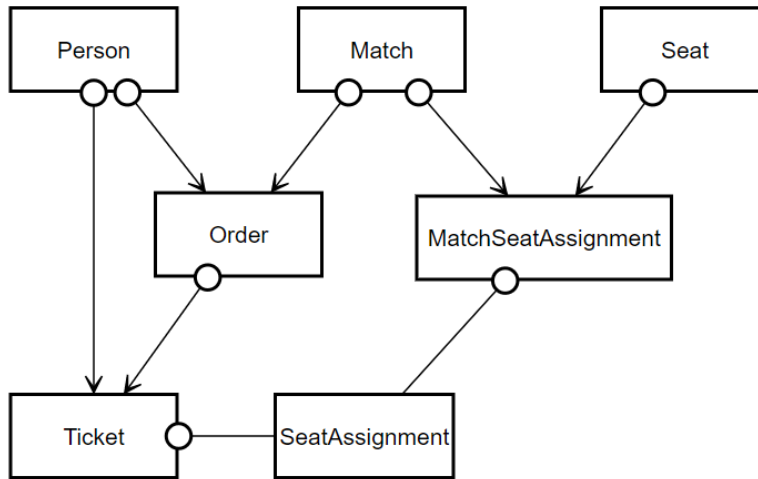 Person
Match
Seat
Order
MatchSeatAssignment
Ticket
SeatAssignment